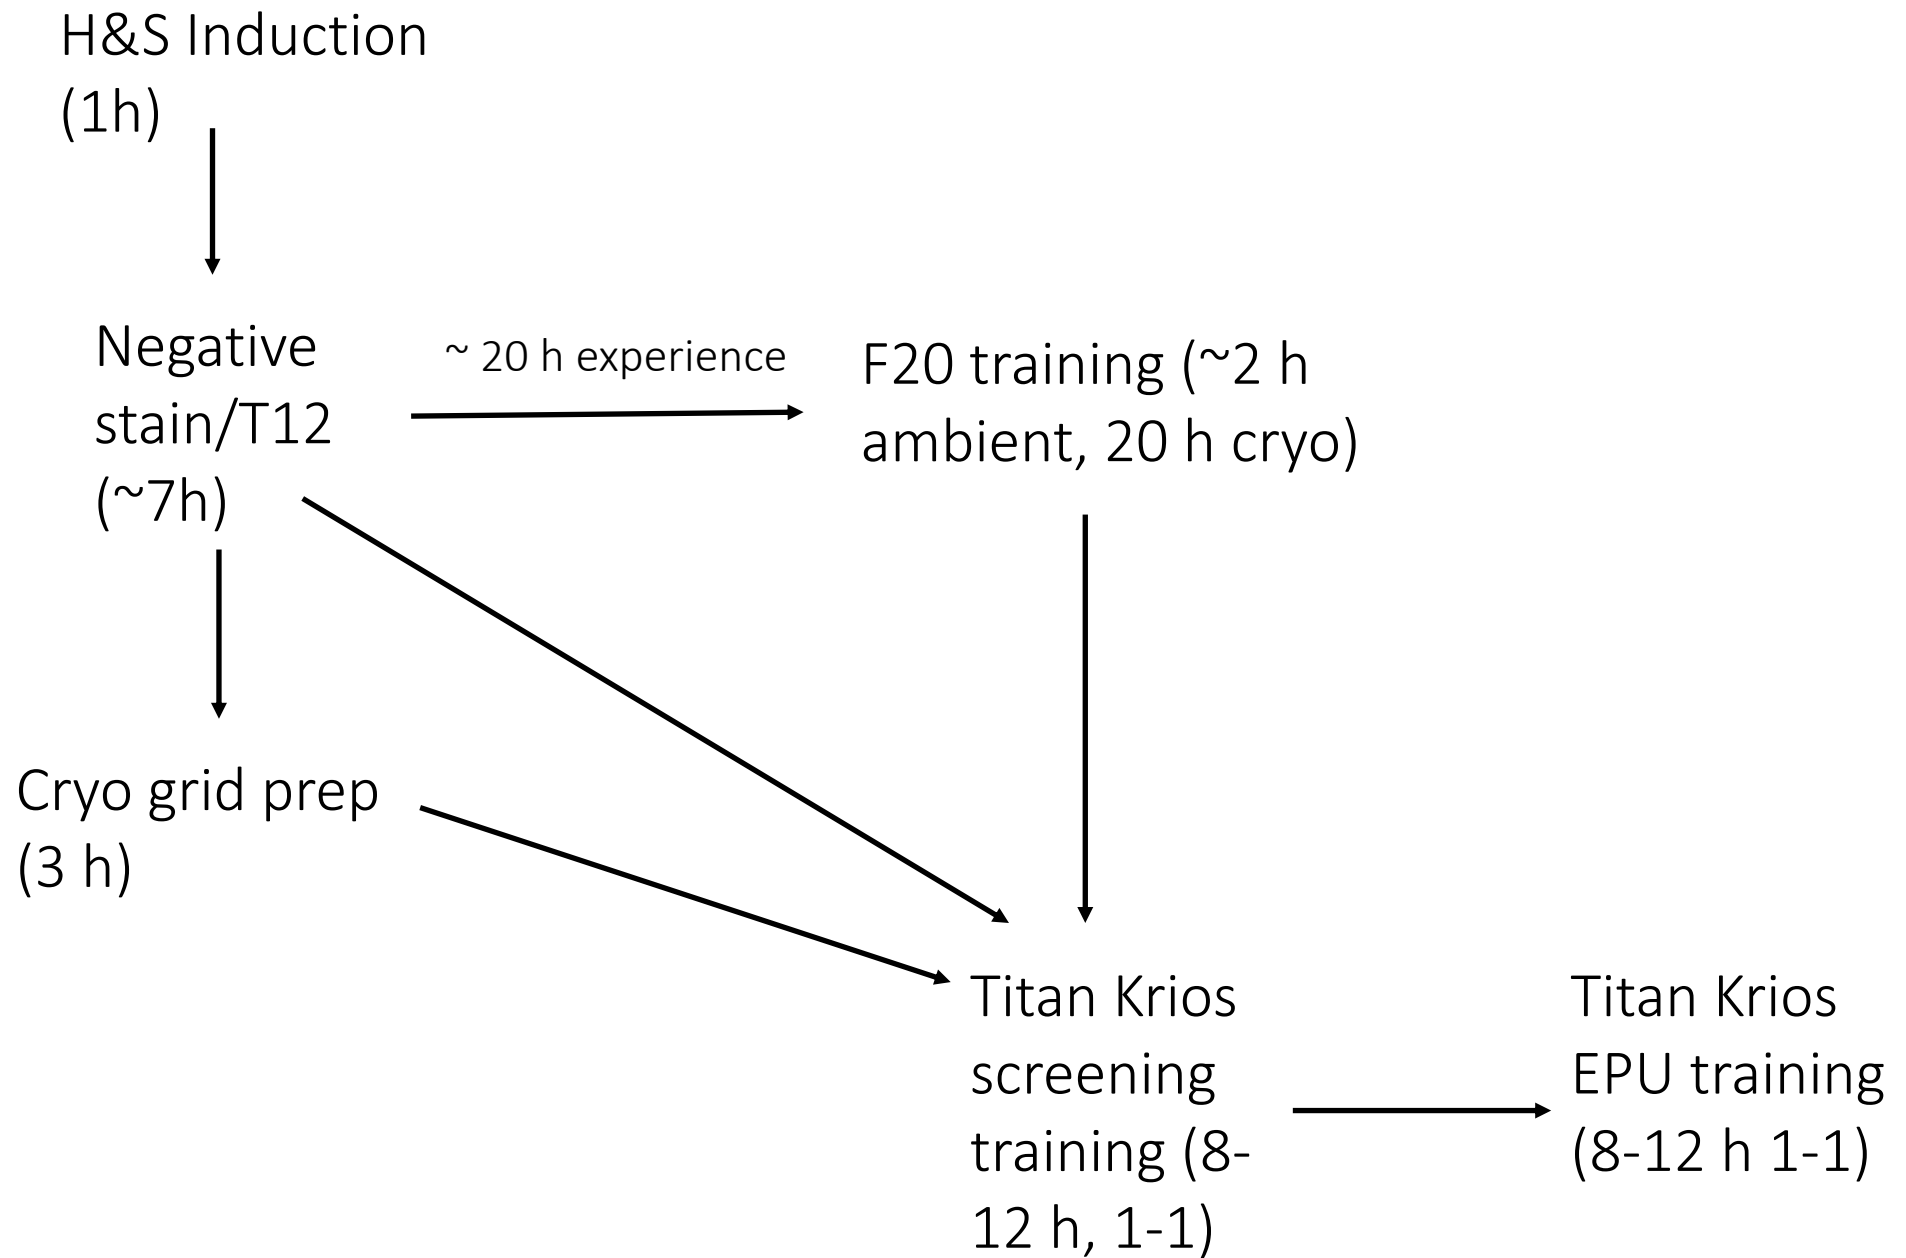 H&S Induction
(1h)
Negative
stain/T12
(~7h)
~ 20 h experience
F20 training (~2 h
ambient, 20 h cryo)
Cryo grid prep
(3 h)
Titan Krios
screening
training (8-
12 h, 1-1)
Titan Krios
EPU training
(8-12 h 1-1)